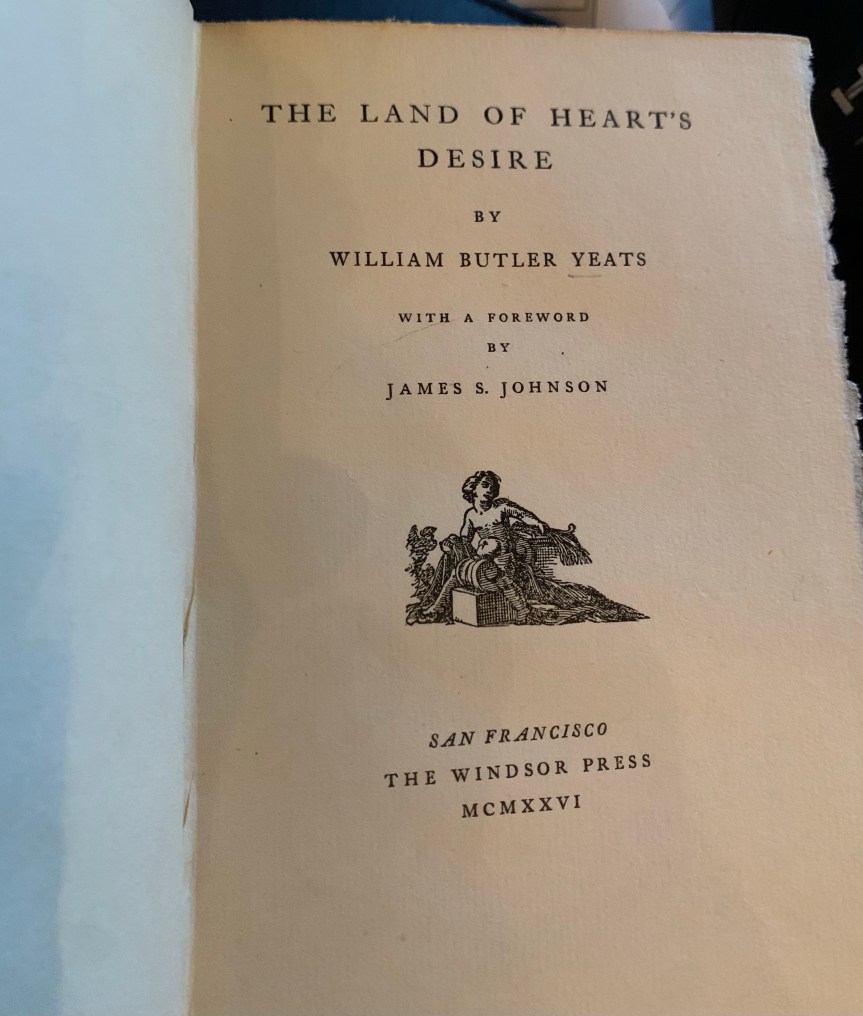 THE LAND OF HEART'S
DESIRE
BY
WILLIAM BUTLER YEATS
WITH A FOREWORD
BY
JAMES S. JOHNSON
SAN FRANCISCO
THE WINDSOR PRESS
MCMXXVI